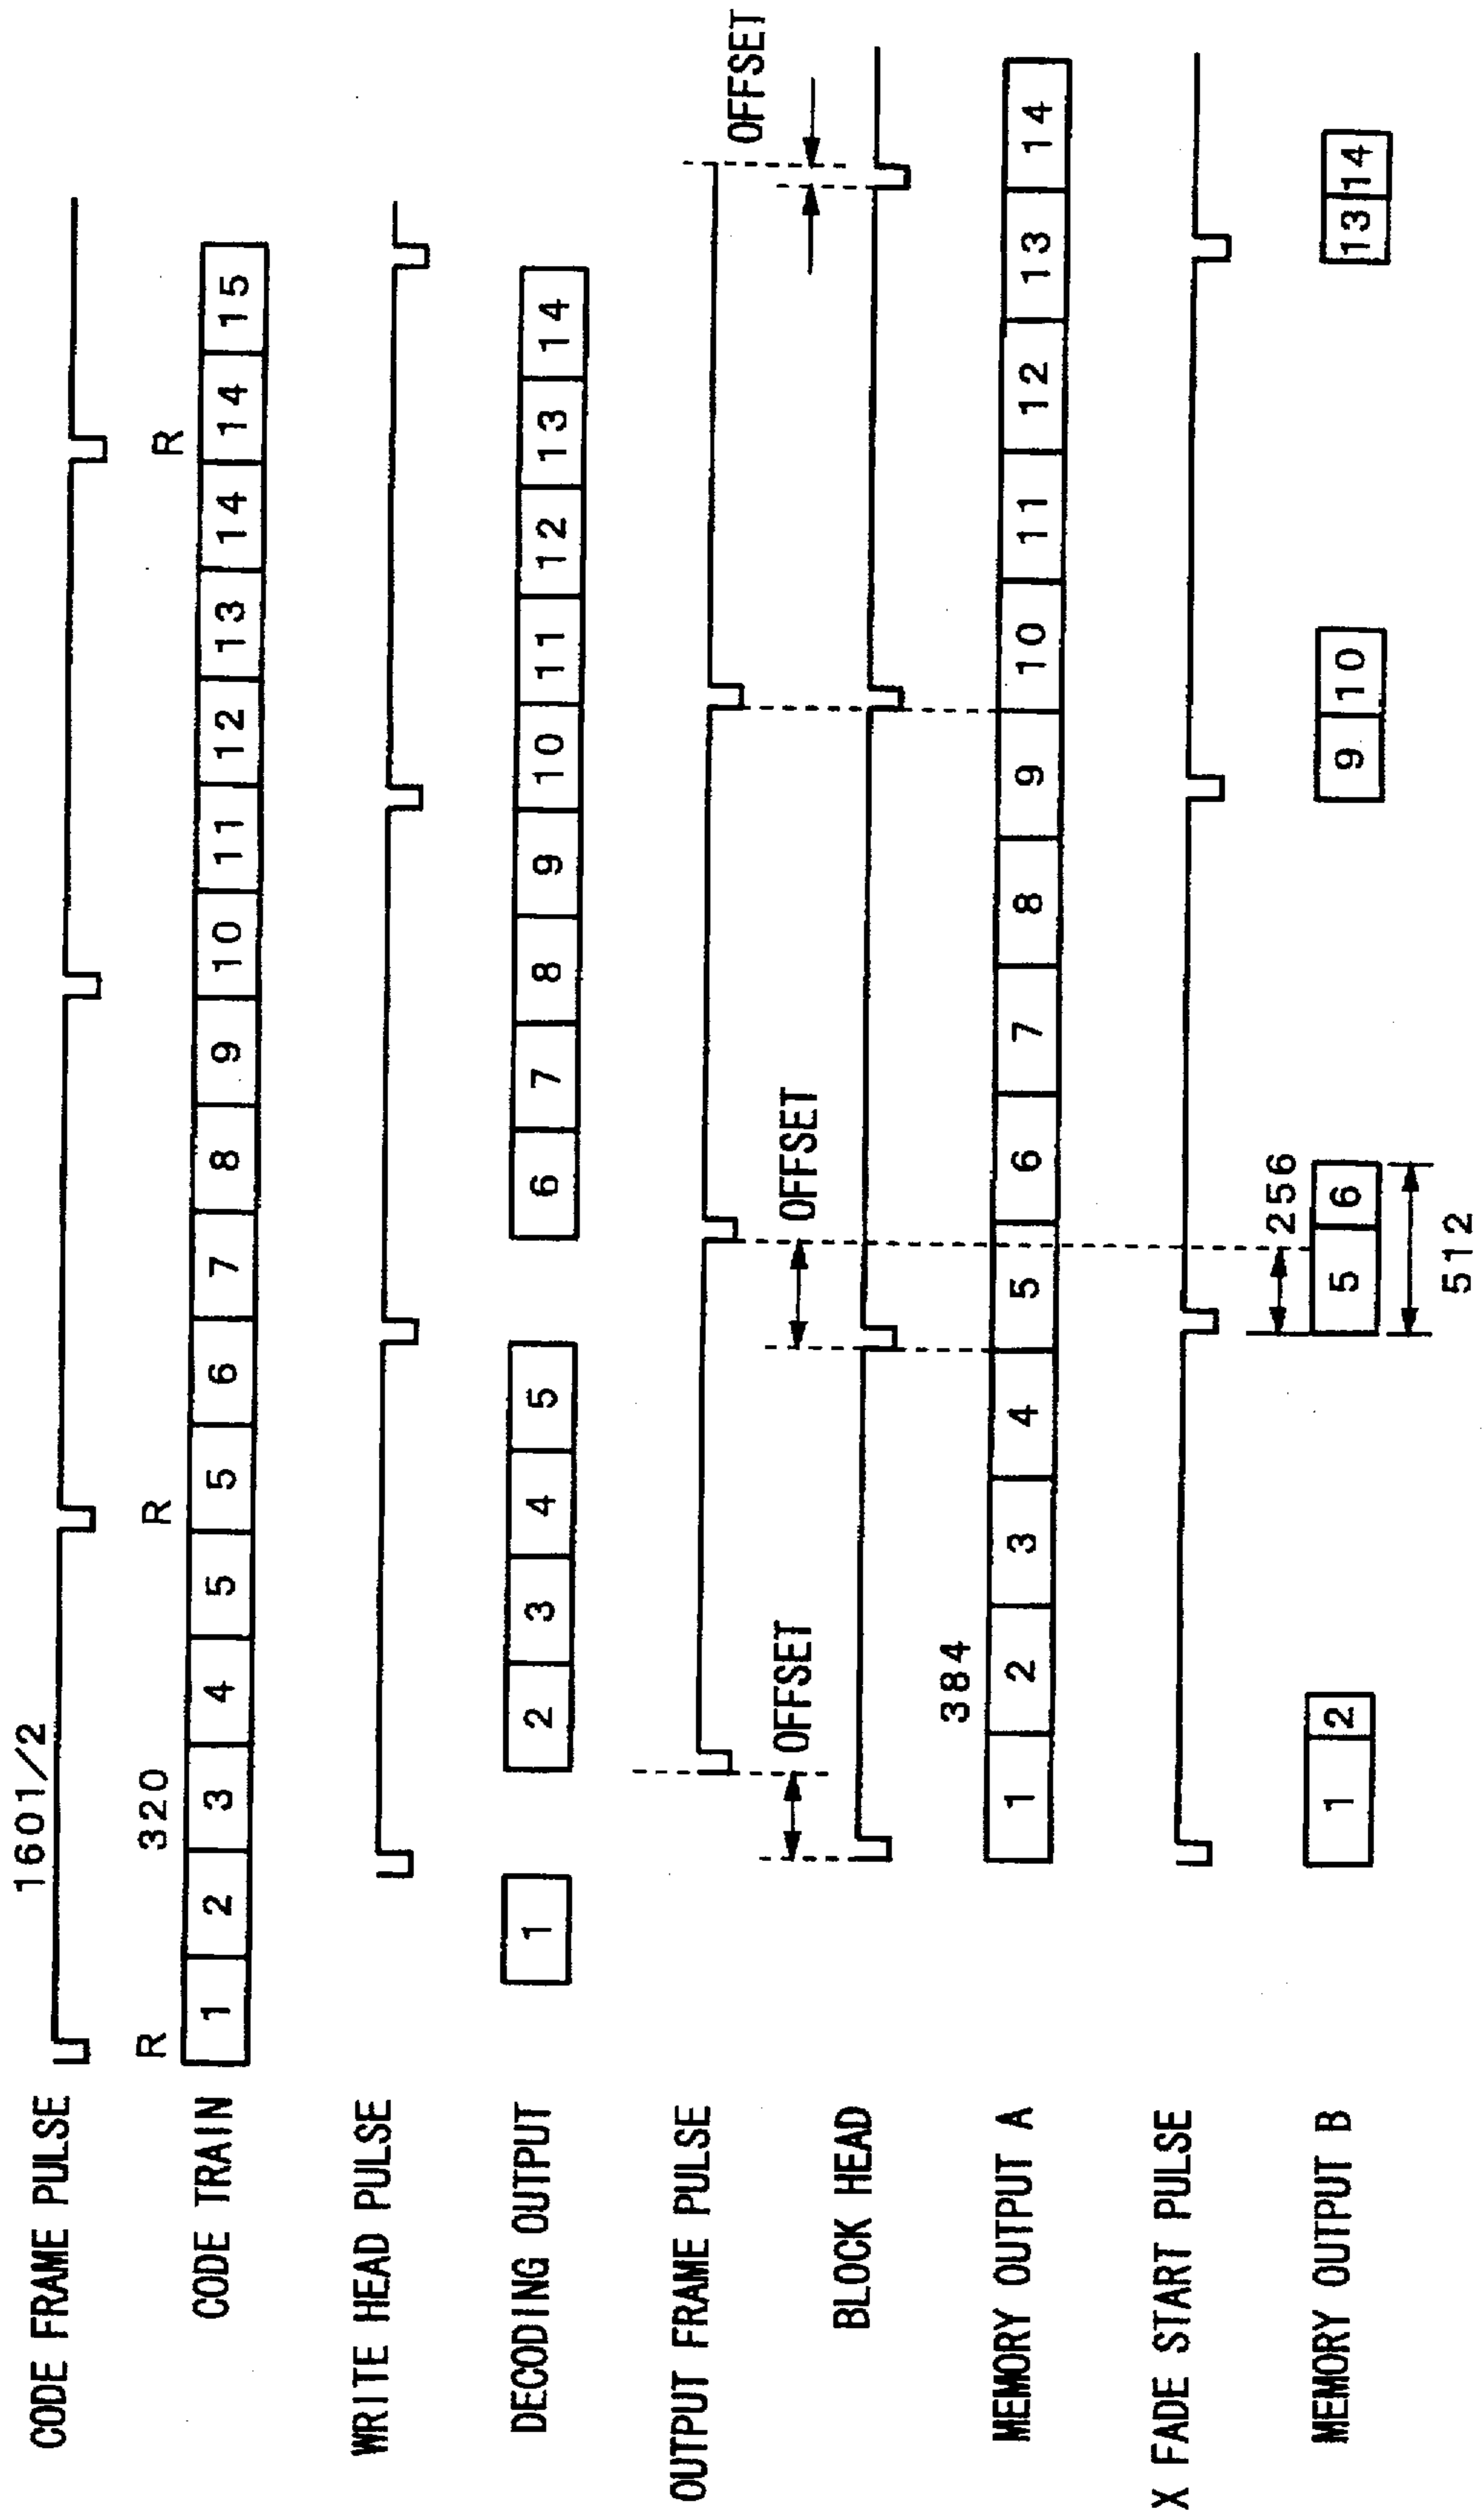 CODE FRAME PULSE
1601/2
R 320 R R
CODE TRAIN 1 2 3 4 5 5 6 7 8 9 10 11 12 13 14 14 15
WRITE HEAD PULSE
DECODING OUTPUT 1 2 3 4 5 6 7 8 9 10 11 12 13 14
OUTPUT FRAME PULSE
OFFSET OFFSET OFFSET
BLOCK HEAD
384
MEMORY OUTPUT A 1 2 3 4 5 6 7 8 9 10 11 12 13 14
X FADE START PULSE
256
MEMORY OUTPUT B 1 2 5 6 9 10 13 14
512